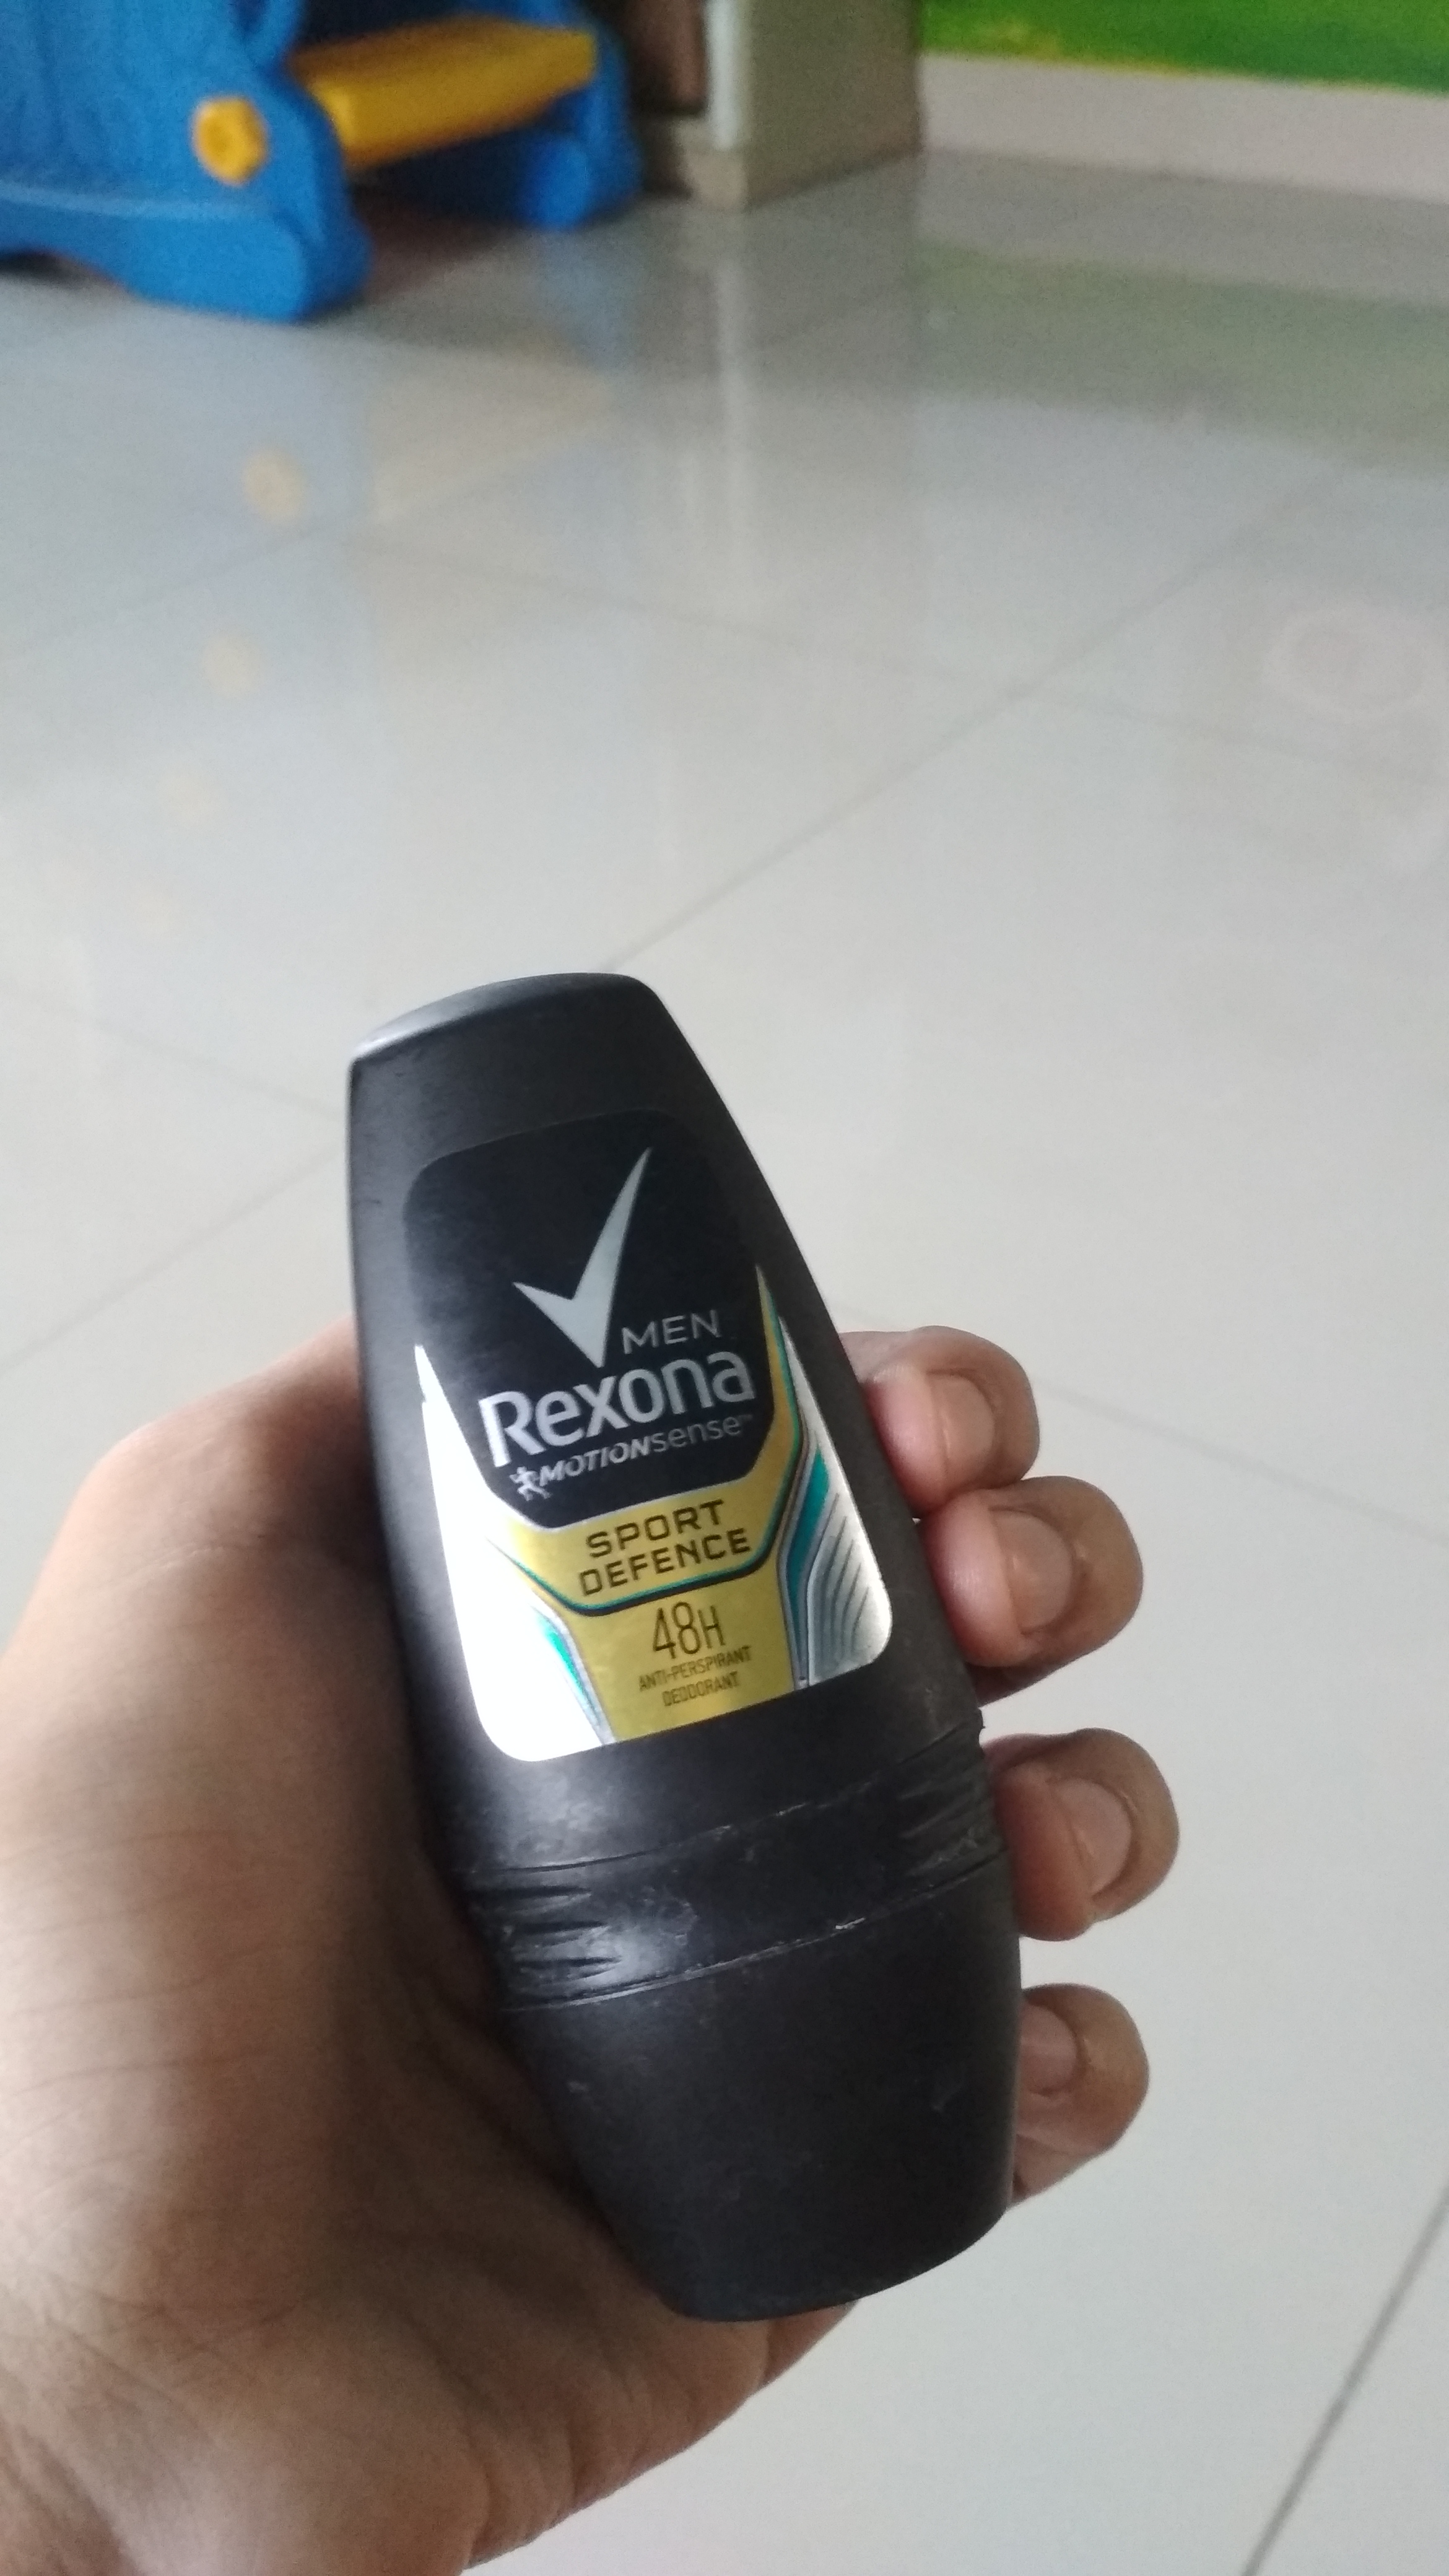 MEN
Rexona
MOTIONsense™
SPORT
DEFENCE
48H
ANTI-PERSPIRANT
DEODORANT